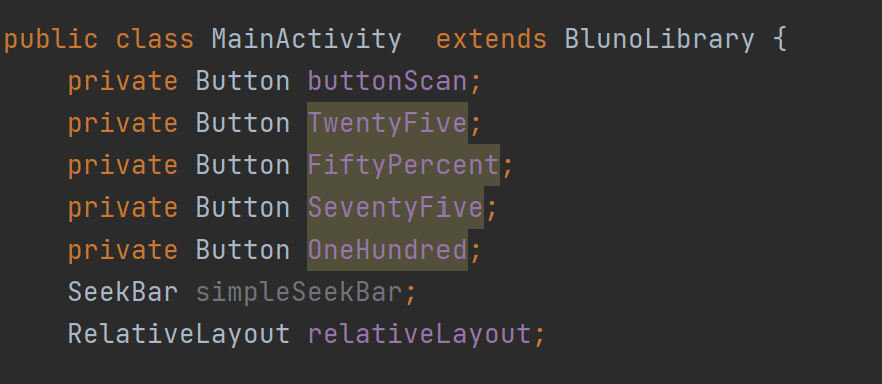 public class MainActivity  extends BlunoLibrary {
    private Button buttonScan;
    private Button TwentyFive;
    private Button FiftyPercent;
    private Button SeventyFive;
    private Button OneHundred;
    SeekBar simpleSeekBar;
    RelativeLayout relativeLayout;